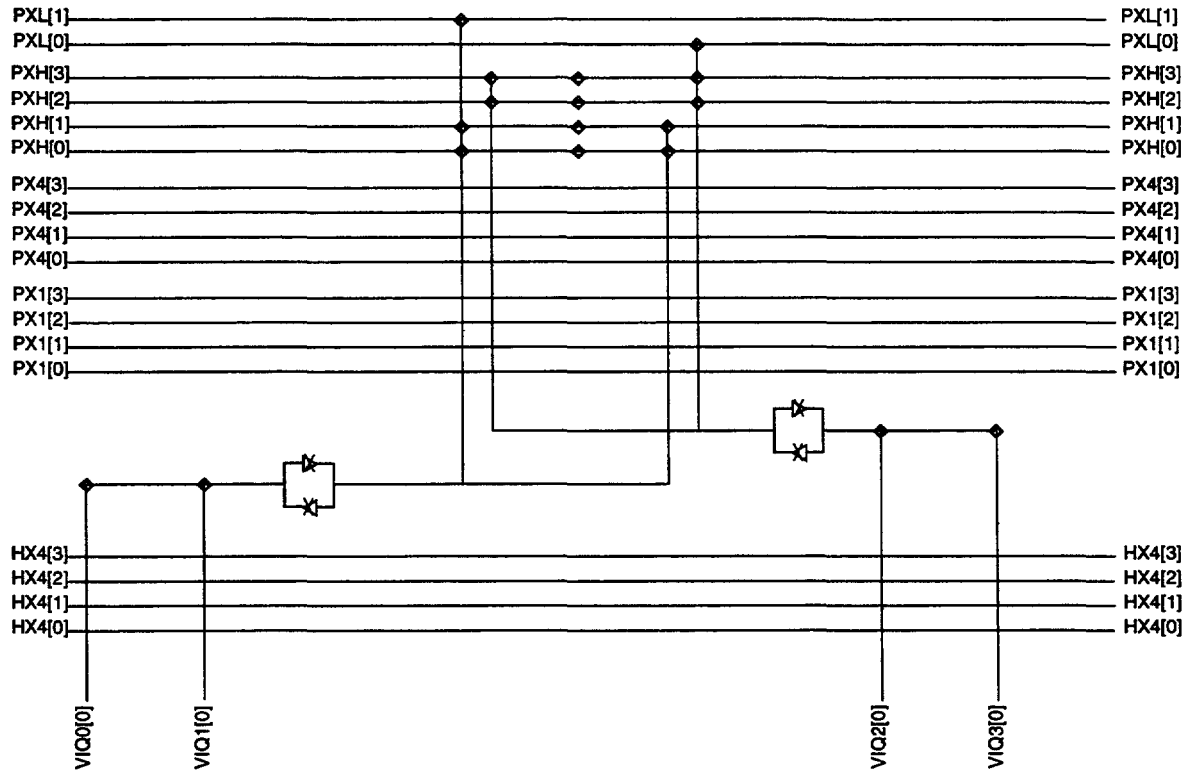 PXL[1] PXL[1]
PXL[0] PXL[0]
PXH[3] PXH[3]
PXH[2] PXH[2]
PXH[1] PXH[1]
PXH[0] PXH[0]
PX4[3] PX4[3]
PX4[2] PX4[2]
PX4[1] PX4[1]
PX4[0] PX4[0]
PX1[3] PX1[3]
PX1[2] PX1[2]
PX1[1] PX1[1]
PX1[0] PX1[0]
HX4[3] HX4[3]
HX4[2] HX4[2]
HX4[1] HX4[1]
HX4[0] HX4[0]
VIQ0[0] VIQ1[0] VIQ2[0] VIQ3[0]